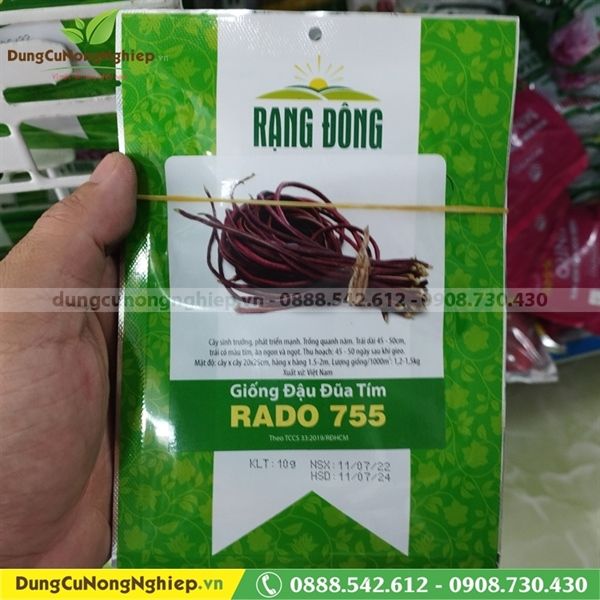 DungCuNongNghiep.vn
RẠNG ĐÔNG
dungcunongnghiep.vn - 0888.542.612 - 0908.730.430
Cây sinh trưởng, phát triển mạnh. Trồng quanh năm. Trái dài 45 - 50cm,
trái có màu tím, ăn ngon và ngọt. Thu hoạch: 45 - 50 ngày sau khi gieo.
Mật độ: cây x cây 20x25cm, hàng x hàng 1.5-2m. Lượng giống/1000m²: 1,2-1,5kg
Xuất xứ: Việt Nam
Giống Đậu Đũa Tím
RADO 755
Theo TCCS 33:2019/RĐHCM
KLT: 10g NSX: 11/07/22
HSD: 11/07/24
DungCuNongNghiep.vn 0888.542.612 - 0908.730.430